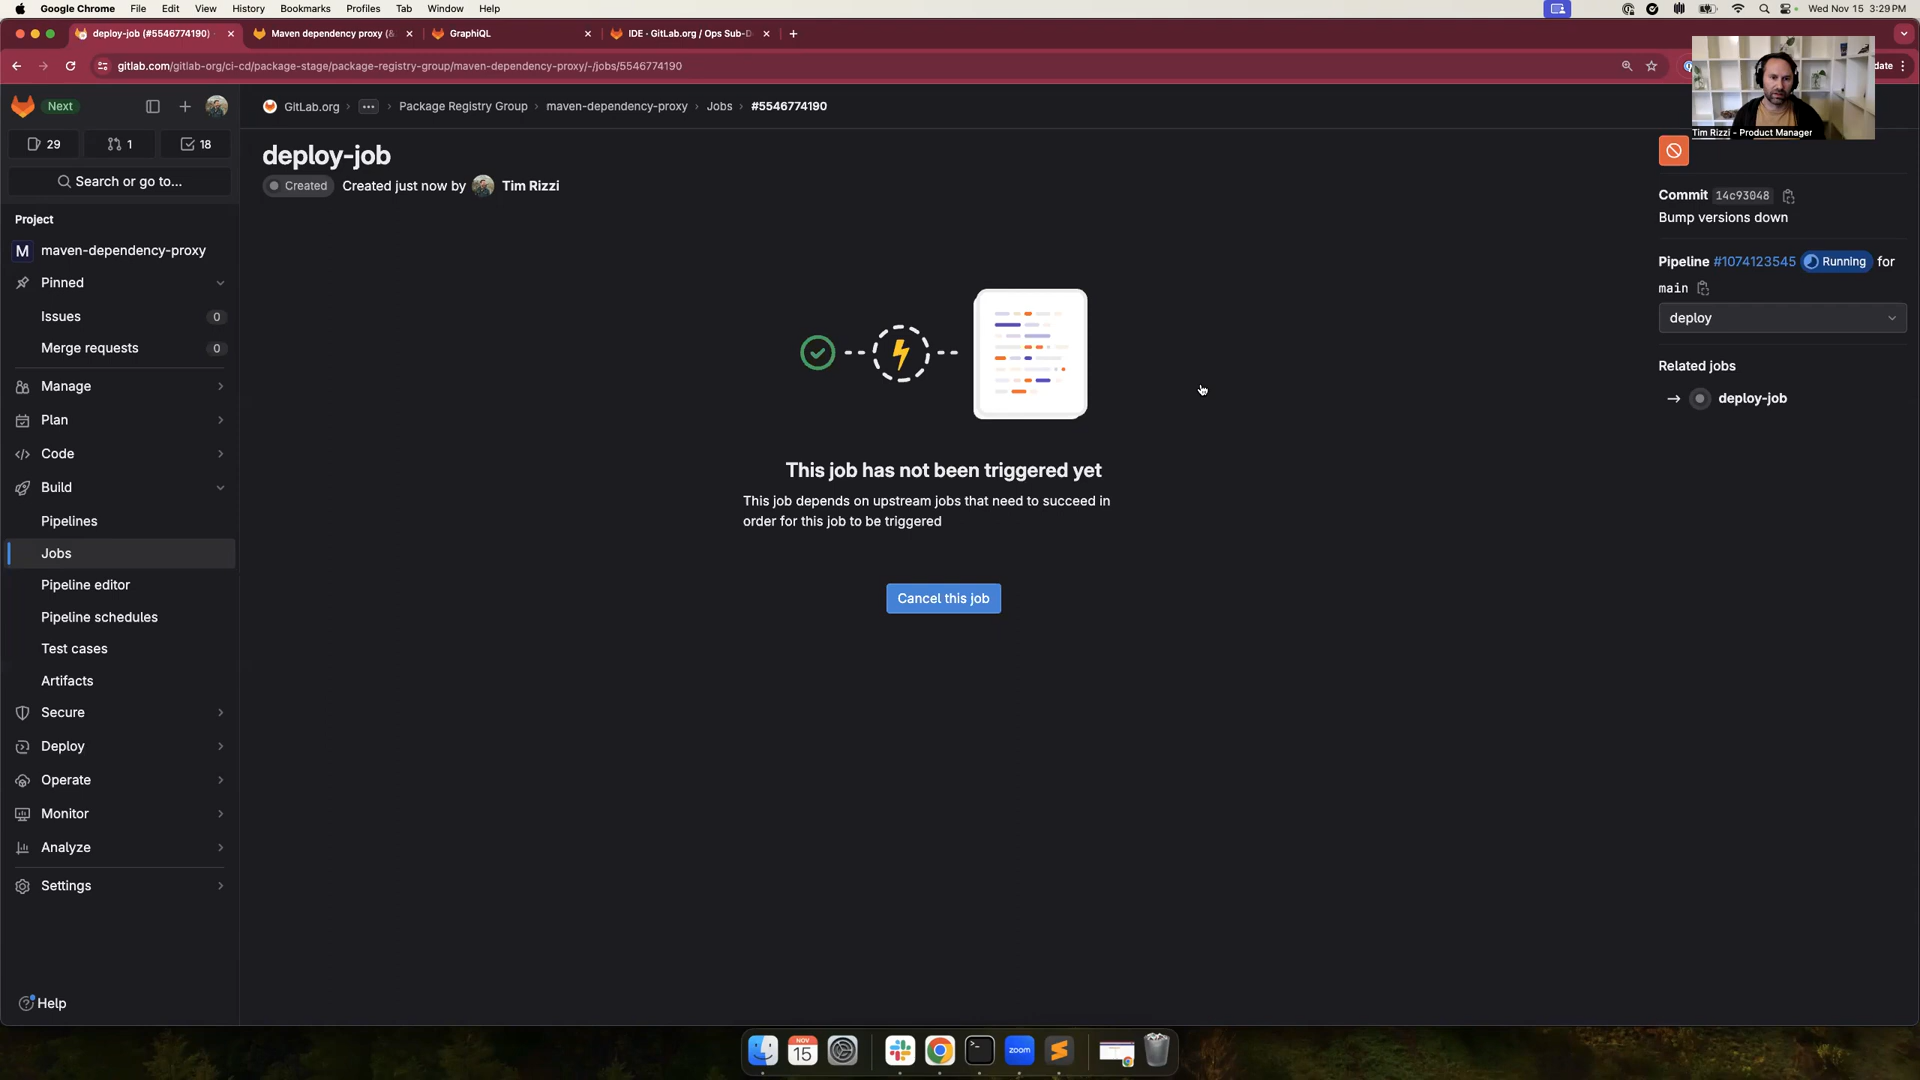 Google Chrome File Edit View History Bookmarks Profiles Tab Window Help
Wed Nov 15 3:29 PM
deploy-job (#5546774190)
Maven dependency proxy (&
GraphiQL
IDE · GitLab.org / Ops Sub-D
gitlab.com/gitlab-org/ci-cd/package-stage/package-registry-group/maven-dependency-proxy/-/jobs/5546774190
date
Tim Rizzi - Product Manager
Next
29
1
18
Search or go to...
Project
M maven-dependency-proxy
Pinned
Issues 0
Merge requests 0
Manage
Plan
Code
Build
Pipelines
Jobs
Pipeline editor
Pipeline schedules
Test cases
Artifacts
Secure
Deploy
Operate
Monitor
Analyze
Settings
Help
GitLab.org › ... › Package Registry Group › maven-dependency-proxy › Jobs › #5546774190
deploy-job
Created Created just now by Tim Rizzi
This job has not been triggered yet
This job depends on upstream jobs that need to succeed in
order for this job to be triggered
Cancel this job
Commit 14c93048
Bump versions down
Pipeline #1074123545 Running for
main
deploy
Related jobs
→ deploy-job
NOV
15
zoom